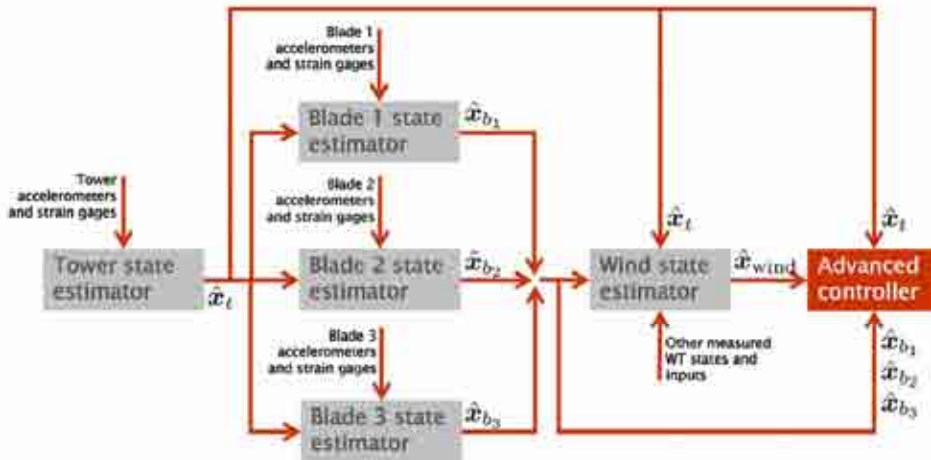 Blade 1
accelerometers
and strain gages
Blade 1 state
estimator
x̂b₁
Tower
accelerometers
and strain gages
Blade 2
accelerometers
and strain gages
x̂t
x̂t
Tower state
estimator
x̂t
Blade 2 state
estimator
x̂b₂
Wind state
estimator
x̂wind
Advanced
controller
Blade 3
accelerometers
and strain gages
Other measured
WT states and
inputs
x̂b₁
x̂b₂
x̂b₃
Blade 3 state
estimator
x̂b₃